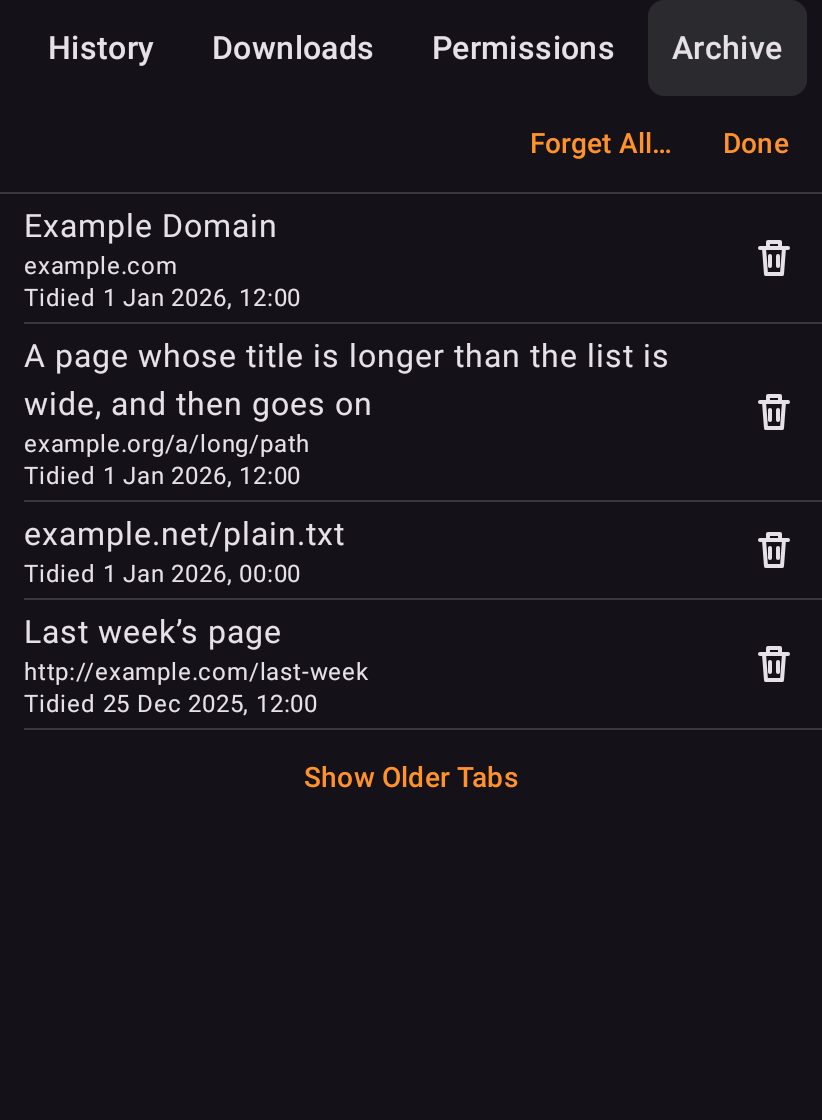 History Downloads Permissions Archive
Forget All… Done
Example Domain
example.com
Tidied 1 Jan 2026, 12:00
A page whose title is longer than the list is
wide, and then goes on
example.org/a/long/path
Tidied 1 Jan 2026, 12:00
example.net/plain.txt
Tidied 1 Jan 2026, 00:00
Last week’s page
http://example.com/last-week
Tidied 25 Dec 2025, 12:00
Show Older Tabs